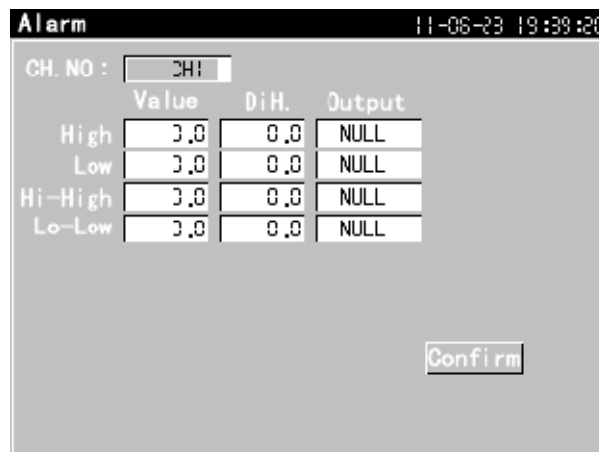 Alarm 11-06-23 19:39:20
CH. NO : CH1
Value DiH. Output
High 0.0 0.0 NULL
Low 0.0 0.0 NULL
Hi-High 0.0 0.0 NULL
Lo-Low 0.0 0.0 NULL
Confirm